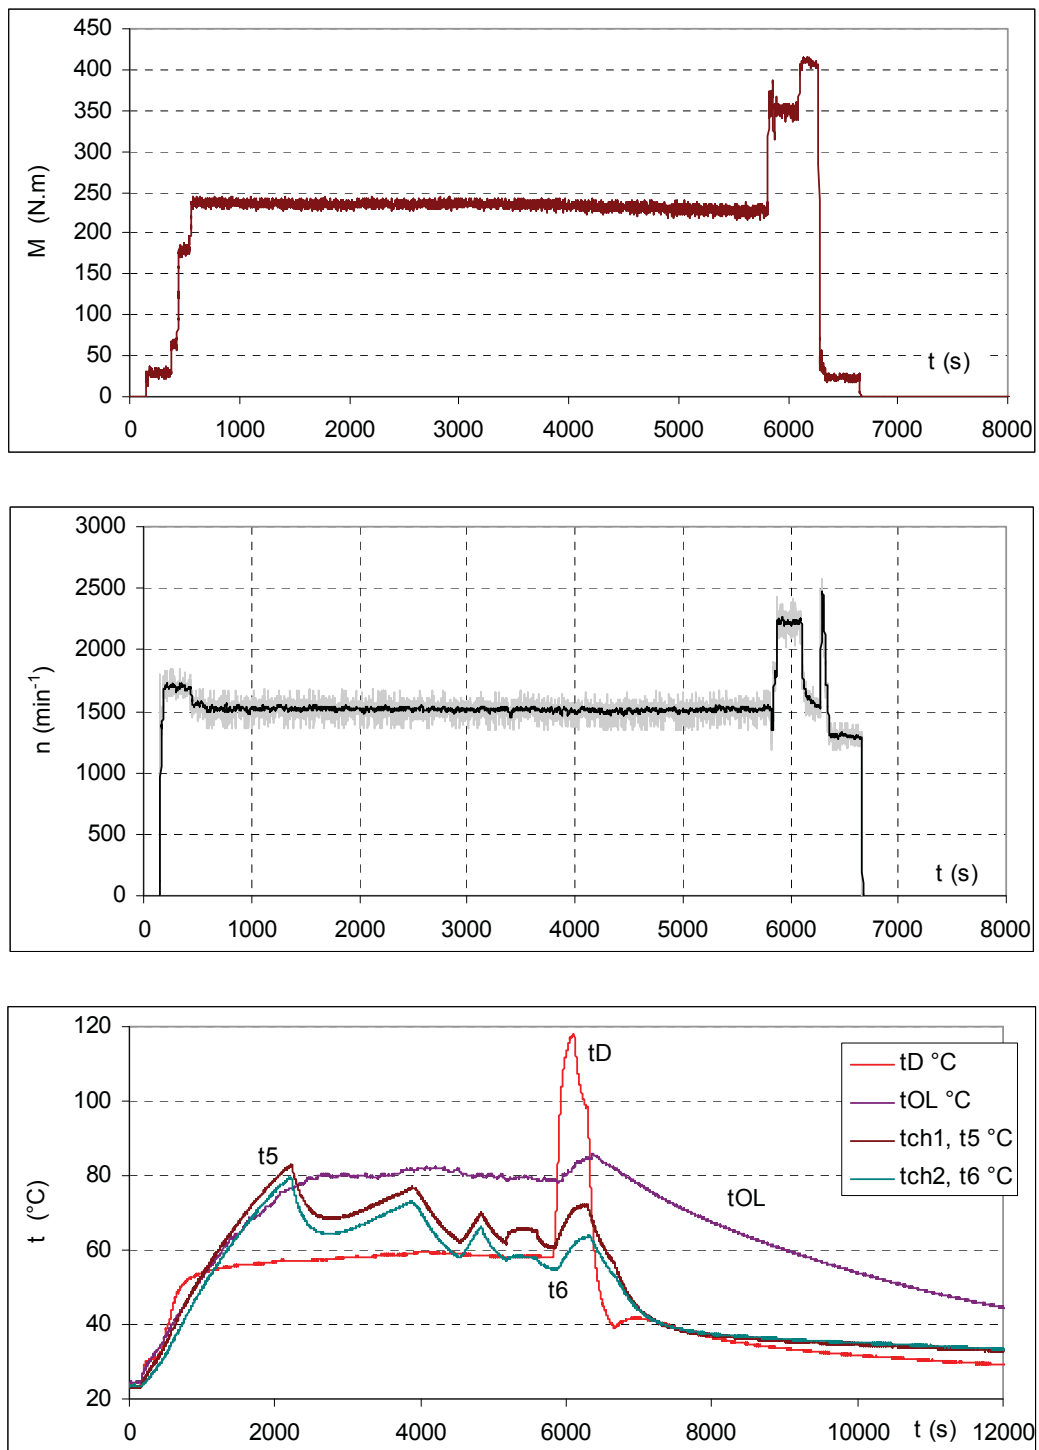 450
400
350
300
250
200
150
100
50
0
M (N.m)
t (s)
0 1000 2000 3000 4000 5000 6000 7000 8000
3000
2500
2000
1500
1000
500
0
n (min⁻¹)
t (s)
0 1000 2000 3000 4000 5000 6000 7000 8000
120
100
80
60
40
20
t (°C)
t5
t6
tD
tOL
tD °C
tOL °C
tch1, t5 °C
tch2, t6 °C
t (s)
0 2000 4000 6000 8000 10000 12000